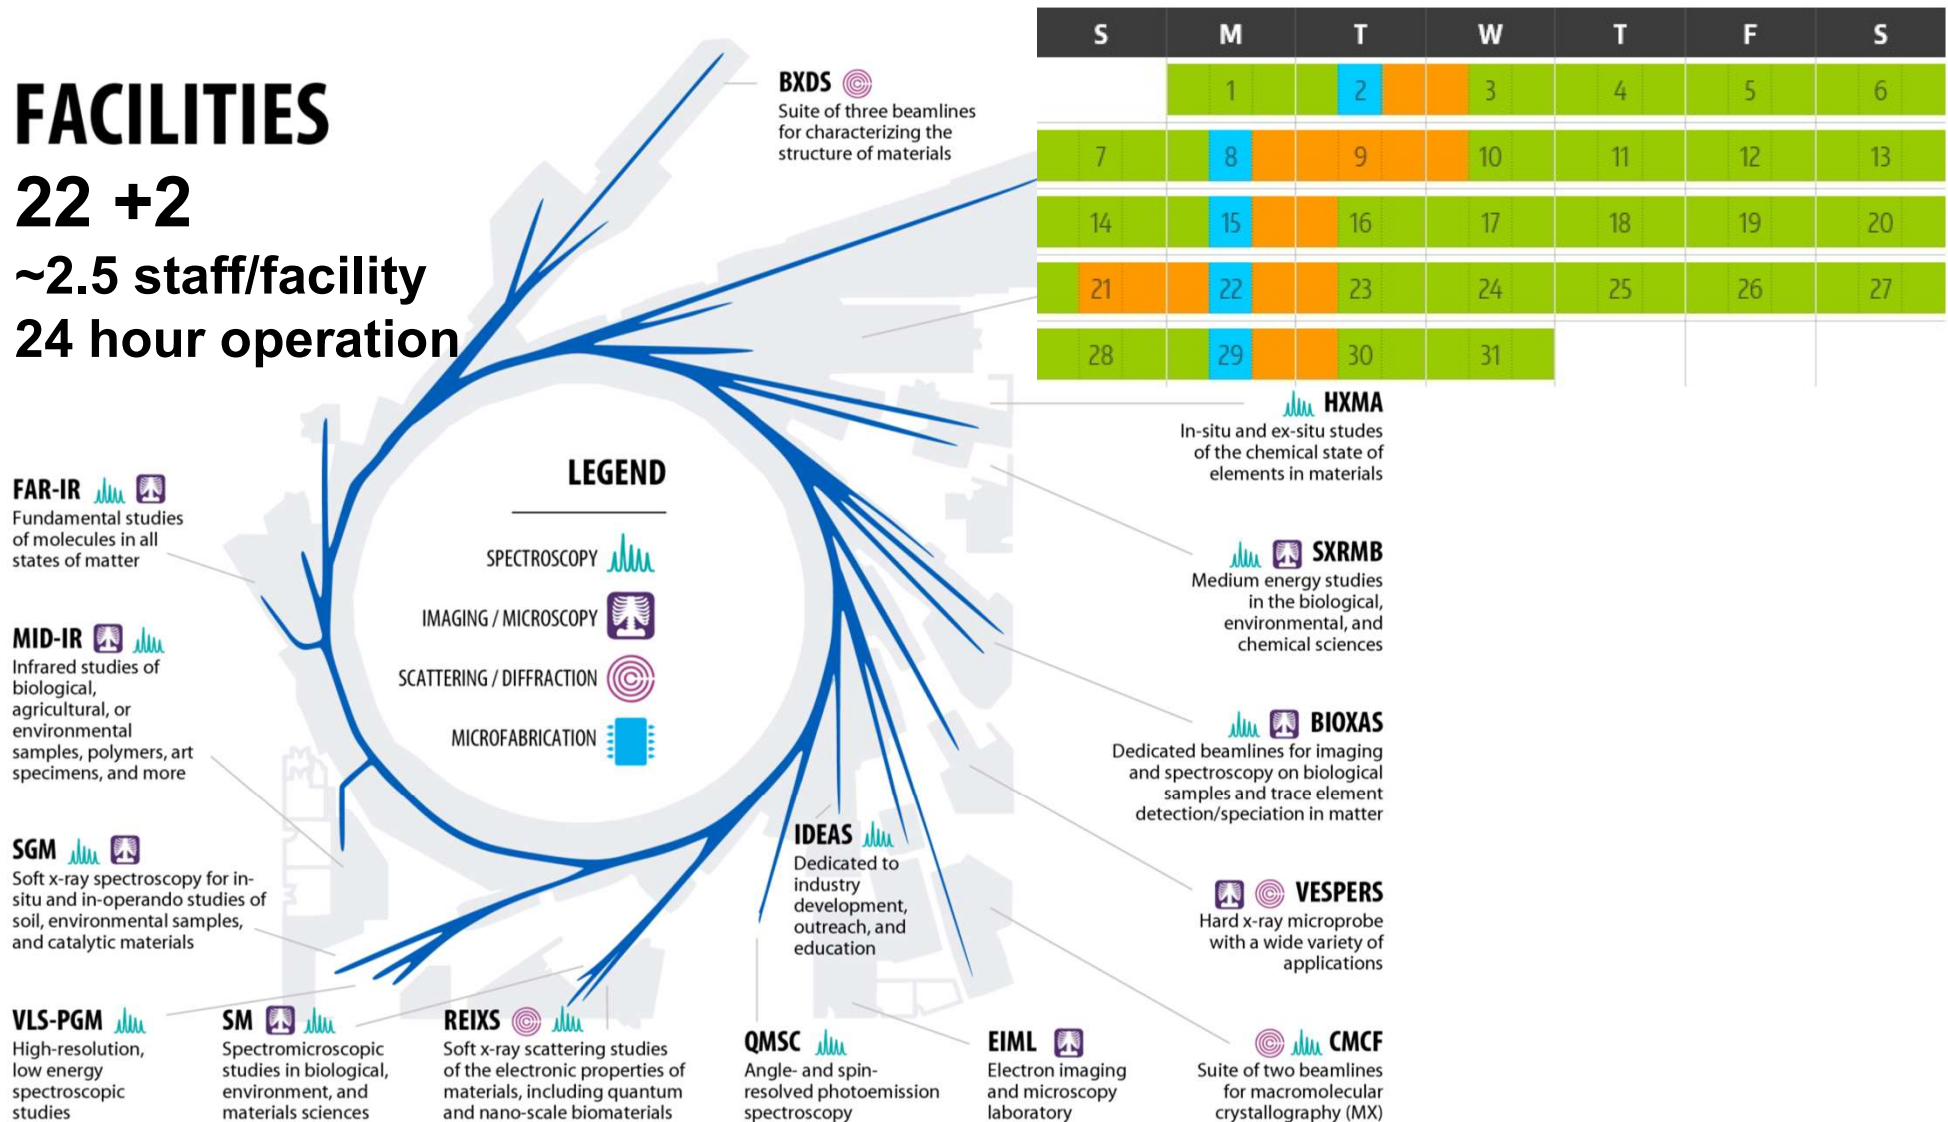 FACILITIES
22 +2
~2.5 staff/facility
24 hour operation
BXDS
Suite of three beamlines
for characterizing the
structure of materials
S M T W T F S
1 2 3 4 5 6
7 8 9 10 11 12 13
14 15 16 17 18 19 20
21 22 23 24 25 26 27
28 29 30 31
HXMA
In-situ and ex-situ studes
of the chemical state of
elements in materials
SXRMB
Medium energy studies
in the biological,
environmental, and
chemical sciences
BIOXAS
Dedicated beamlines for imaging
and spectroscopy on biological
samples and trace element
detection/speciation in matter
VESPERS
Hard x-ray microprobe
with a wide variety of
applications
CMCF
Suite of two beamlines
for macromolecular
crystallography (MX)
LEGEND
SPECTROSCOPY
IMAGING / MICROSCOPY
SCATTERING / DIFFRACTION
MICROFABRICATION
FAR-IR
Fundamental studies
of molecules in all
states of matter
MID-IR
Infrared studies of
biological,
agricultural, or
environmental
samples, polymers, art
specimens, and more
SGM
Soft x-ray spectroscopy for in-
situ and in-operando studies of
soil, environmental samples,
and catalytic materials
VLS-PGM
High-resolution,
low energy
spectroscopic
studies
SM
Spectromicroscopic
studies in biological,
environment, and
materials sciences
REIXS
Soft x-ray scattering studies
of the electronic properties of
materials, including quantum
and nano-scale biomaterials
IDEAS
Dedicated to
industry
development,
outreach, and
education
QMSC
Angle- and spin-
resolved photoemission
spectroscopy
EIML
Electron imaging
and microscopy
laboratory